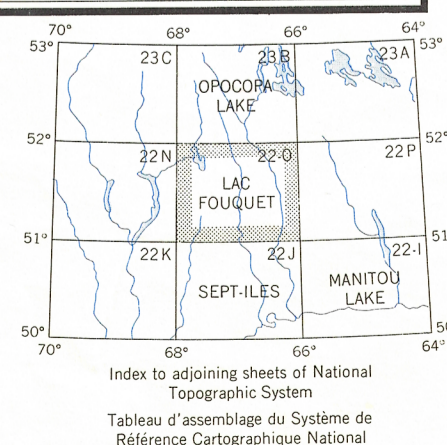 70° 68° 66° 64°
53° 23C 23B 23A 53°
OPOCOPA
LAKE
52° 22N 22-O 22P 52°
LAC
FOUQUET
51° 22K 22J 22-I 51°
SEPT-ILES MANITOU
LAKE
50° 50
70° 68° 66° 64°
Index to adjoining sheets of National
Topographic System
Tableau d'assemblage du Système de
Référence Cartographique National